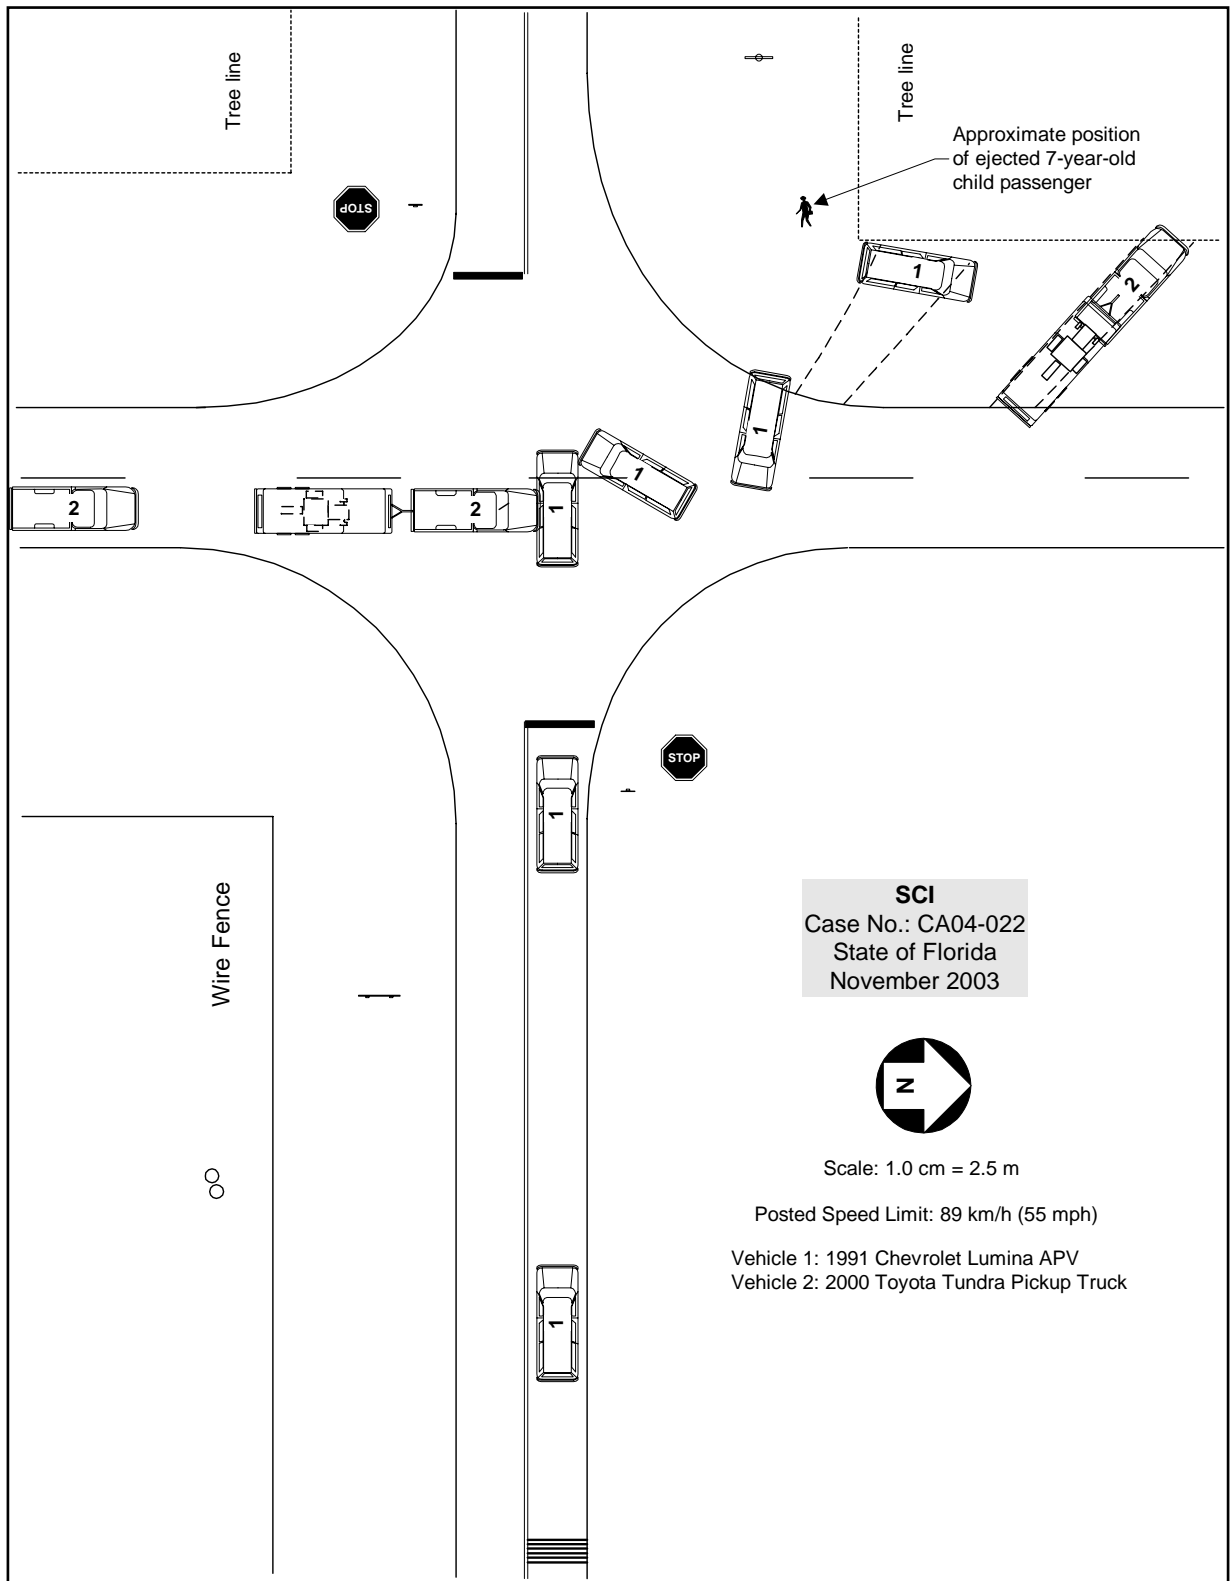 Tree line
Tree line
Approximate position
of ejected 7-year-old
child passenger
STOP
1
2
1
1
2
2
1
1
STOP
1
Wire Fence
SCI
Case No.: CA04-022
State of Florida
November 2003
N
Scale: 1.0 cm = 2.5 m
Posted Speed Limit: 89 km/h (55 mph)
Vehicle 1: 1991 Chevrolet Lumina APV
Vehicle 2: 2000 Toyota Tundra Pickup Truck
1